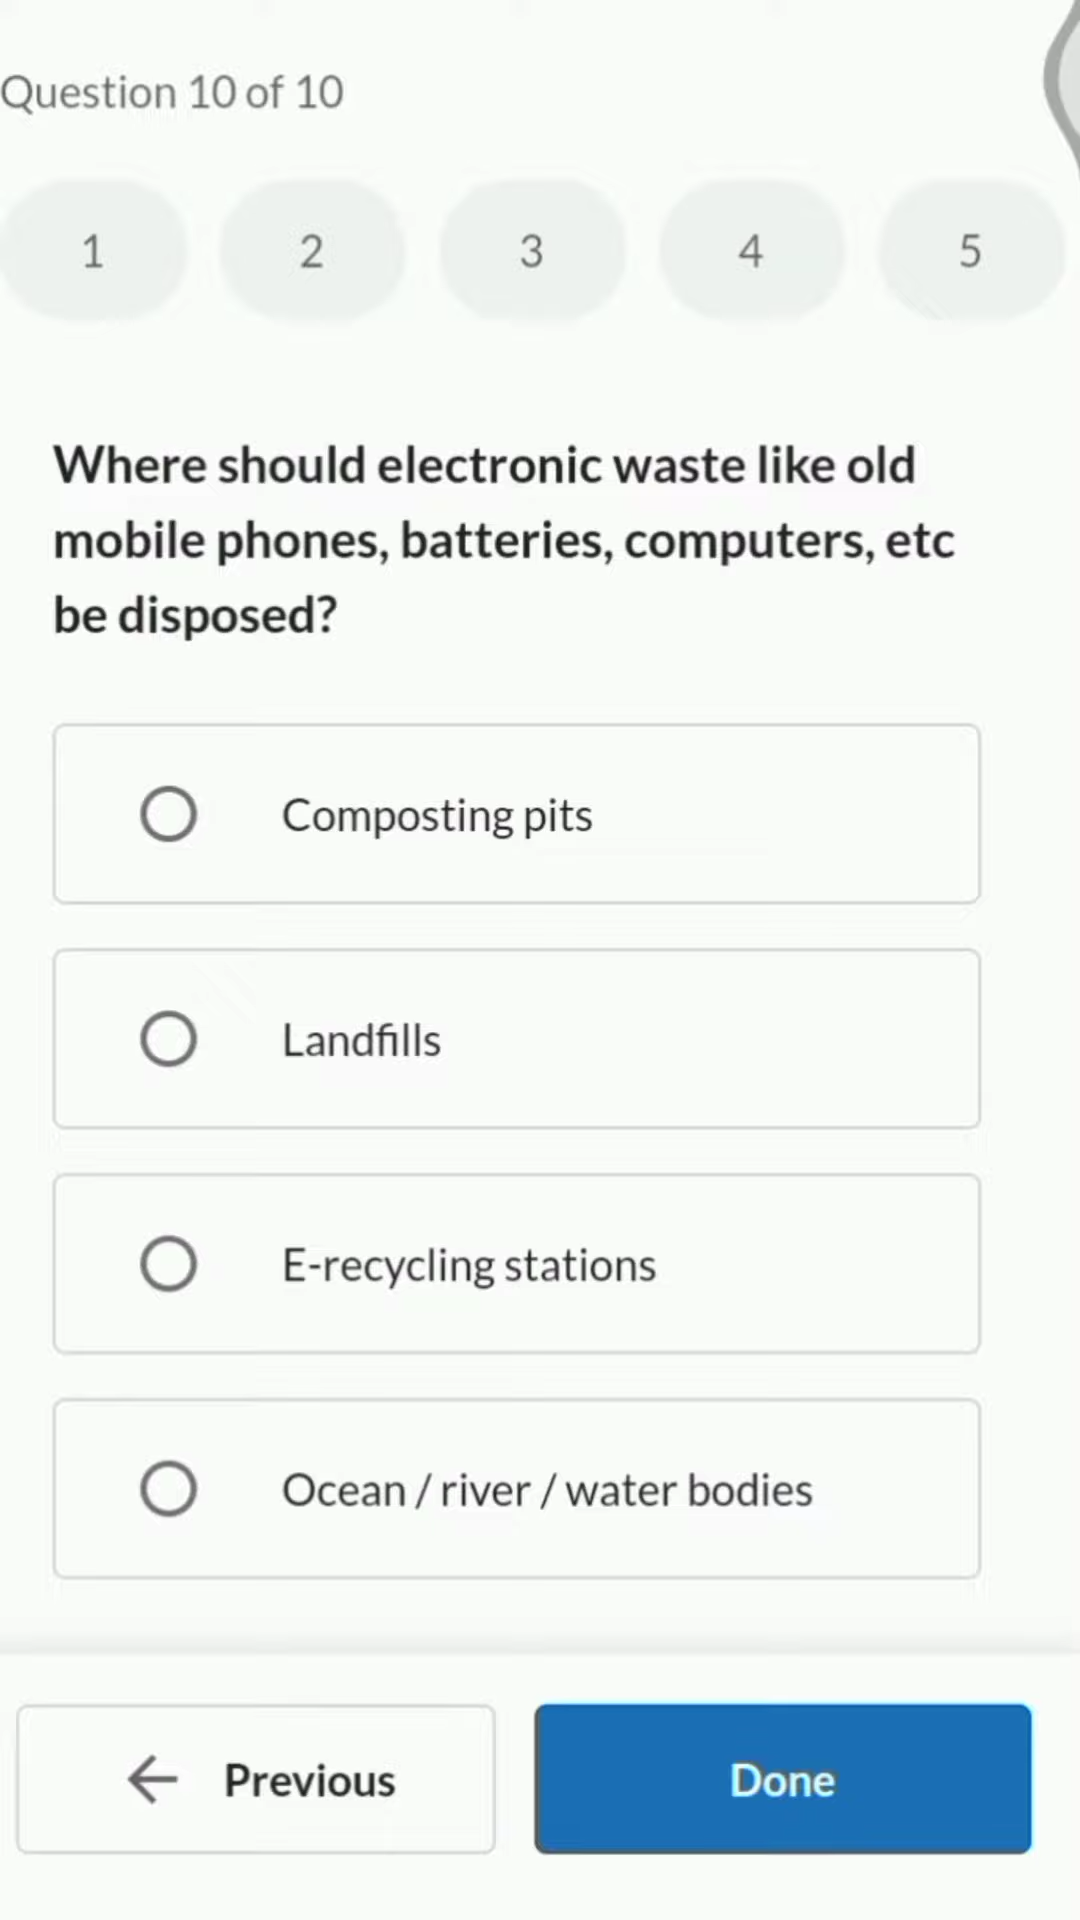 Question 10 of 10
1 2 3 4 5
Where should electronic waste like old
mobile phones, batteries, computers, etc
be disposed?
Composting pits
Landfills
E-recycling stations
Ocean / river / water bodies
Previous
Done